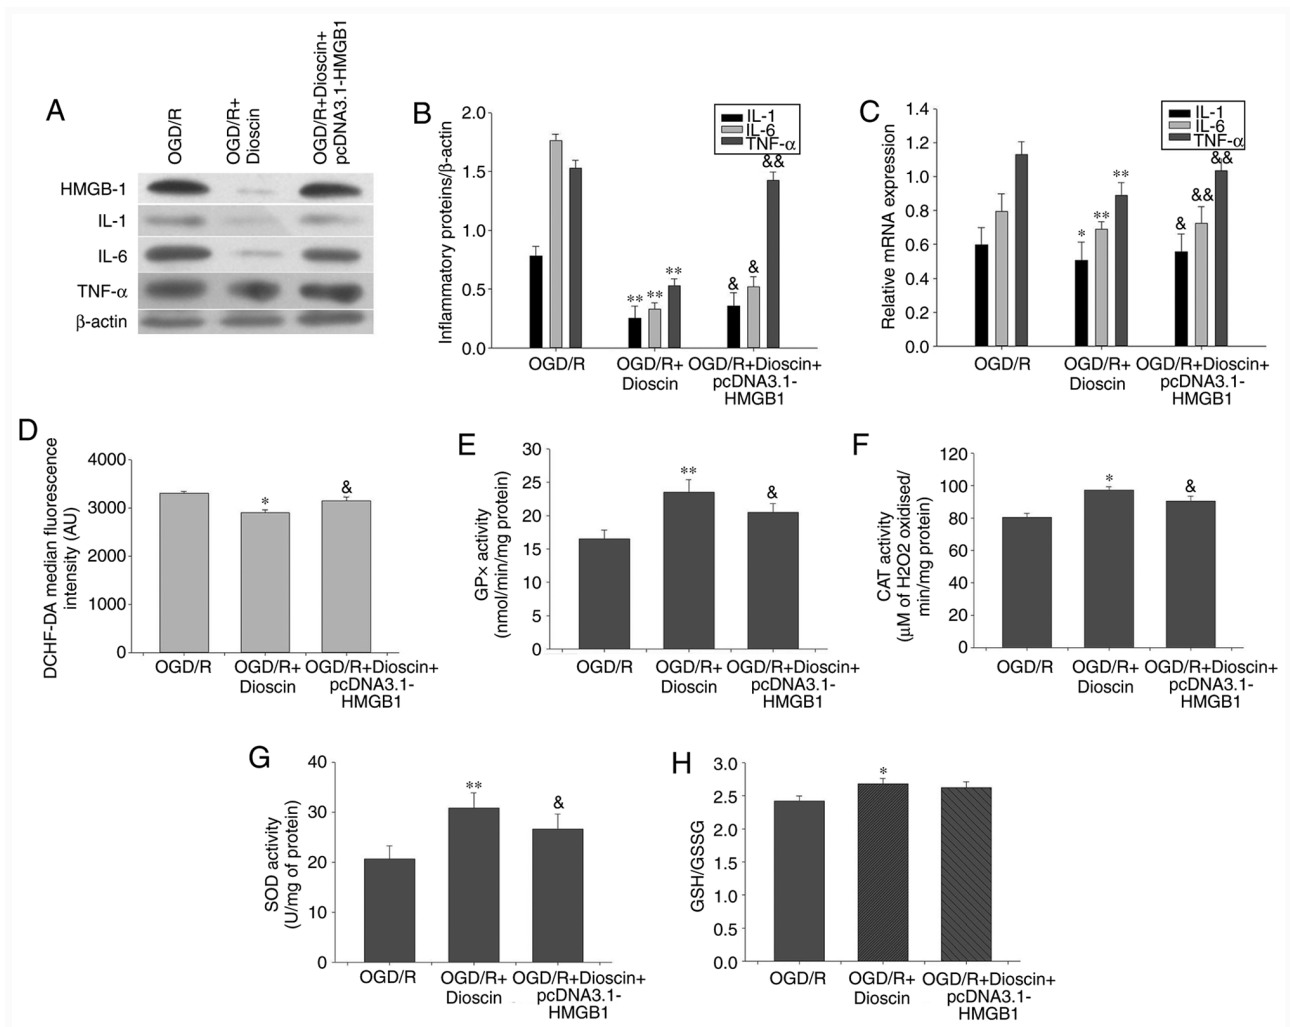 A
OGD/R
OGD/R+
Dioscin
OGD/R+Dioscin+
pcDNA3.1-HMGB1
HMGB-1
IL-1
IL-6
TNF-α
β-actin
B
Inflammatory proteins/β-actin
2.0
1.5
1.0
0.5
0.0
IL-1
IL-6
TNF-α
** ** **
& & &&
OGD/R
OGD/R+
Dioscin
OGD/R+Dioscin+
pcDNA3.1-
HMGB1
C
Relative mRNA expression
1.4
1.2
1.0
0.8
0.6
0.4
0.2
0.0
IL-1
IL-6
TNF-α
* ** **
& && &&
OGD/R
OGD/R+
Dioscin
OGD/R+Dioscin+
pcDNA3.1-
HMGB1
D
DCHF-DA median fluorescence
intensity (AU)
4000
3000
2000
1000
0
*
&
OGD/R
OGD/R+
Dioscin
OGD/R+Dioscin+
pcDNA3.1-
HMGB1
E
GP× activity
(nmol/min/mg protein)
30
25
20
15
10
5
0
**
&
OGD/R
OGD/R+
Dioscin
OGD/R+Dioscin+
pcDNA3.1-
HMGB1
F
CAT activity
(μM of H2O2 oxidised/
min/mg protein)
120
100
80
60
40
20
0
*
&
OGD/R
OGD/R+
Dioscin
OGD/R+Dioscin+
pcDNA3.1-
HMGB1
G
SOD activity
(U/mg of protein)
40
30
20
10
0
**
&
OGD/R
OGD/R+
Dioscin
OGD/R+Dioscin+
pcDNA3.1-
HMGB1
H
GSH/GSSG
3.0
2.5
2.0
1.5
1.0
0.5
0.0
*
OGD/R
OGD/R+
Dioscin
OGD/R+Dioscin+
pcDNA3.1-
HMGB1